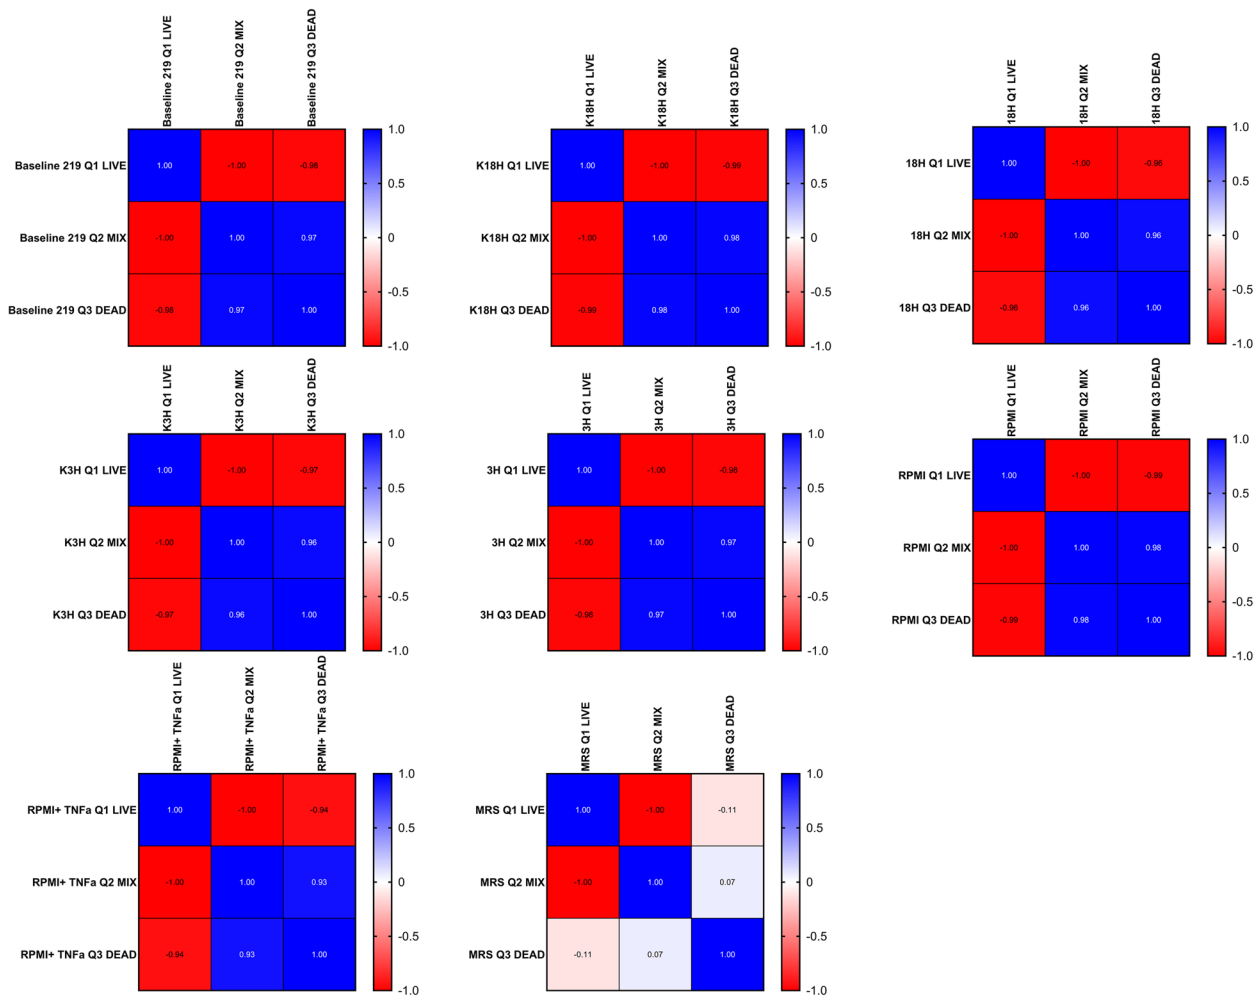 Baseline 219 Q1 LIVE
Baseline 219 Q2 MIX
Baseline 219 Q3 DEAD
Baseline 219 Q1 LIVE 1.00 -1.00 -0.98
Baseline 219 Q2 MIX -1.00 1.00 0.97
Baseline 219 Q3 DEAD -0.98 0.97 1.00
1.0
0.5
0
-0.5
-1.0
K18H Q1 LIVE
K18H Q2 MIX
K18H Q3 DEAD
K18H Q1 LIVE 1.00 -1.00 -0.99
K18H Q2 MIX -1.00 1.00 0.98
K18H Q3 DEAD -0.99 0.98 1.00
1.0
0.5
0
-0.5
-1.0
18H Q1 LIVE
18H Q2 MIX
18H Q3 DEAD
18H Q1 LIVE 1.00 -1.00 -0.96
18H Q2 MIX -1.00 1.00 0.96
18H Q3 DEAD -0.96 0.96 1.00
1.0
0.5
0
-0.5
-1.0
K3H Q1 LIVE
K3H Q2 MIX
K3H Q3 DEAD
K3H Q1 LIVE 1.00 -1.00 -0.97
K3H Q2 MIX -1.00 1.00 0.96
K3H Q3 DEAD -0.97 0.96 1.00
1.0
0.5
0
-0.5
-1.0
3H Q1 LIVE
3H Q2 MIX
3H Q3 DEAD
3H Q1 LIVE 1.00 -1.00 -0.98
3H Q2 MIX -1.00 1.00 0.97
3H Q3 DEAD -0.98 0.97 1.00
1.0
0.5
0
-0.5
-1.0
RPMI Q1 LIVE
RPMI Q2 MIX
RPMI Q3 DEAD
RPMI Q1 LIVE 1.00 -1.00 -0.99
RPMI Q2 MIX -1.00 1.00 0.98
RPMI Q3 DEAD -0.99 0.98 1.00
1.0
0.5
0
-0.5
-1.0
RPMI+ TNFa Q1 LIVE
RPMI+ TNFa Q2 MIX
RPMI+ TNFa Q3 DEAD
RPMI+ TNFa Q1 LIVE 1.00 -1.00 -0.94
RPMI+ TNFa Q2 MIX -1.00 1.00 0.93
RPMI+ TNFa Q3 DEAD -0.94 0.93 1.00
1.0
0.5
0
-0.5
-1.0
MRS Q1 LIVE
MRS Q2 MIX
MRS Q3 DEAD
MRS Q1 LIVE 1.00 -1.00 -0.11
MRS Q2 MIX -1.00 1.00 0.07
MRS Q3 DEAD -0.11 0.07 1.00
1.0
0.5
0
-0.5
-1.0